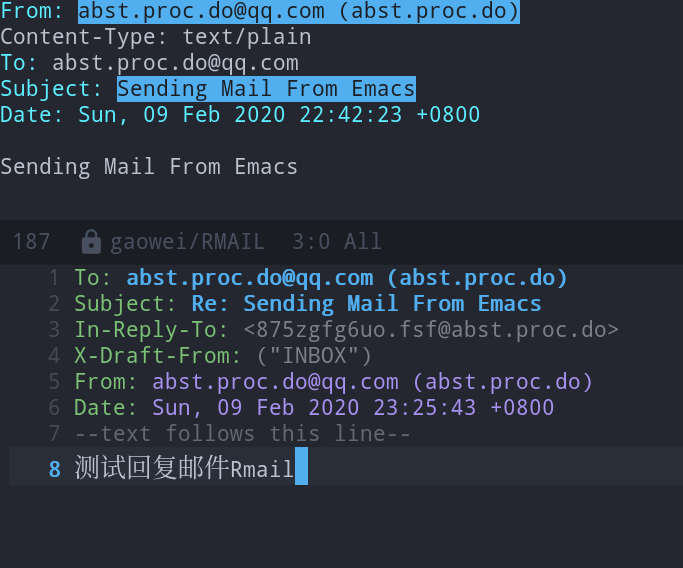 From: abst.proc.do@qq.com (abst.proc.do)
Content-Type: text/plain
To: abst.proc.do@qq.com
Subject: Sending Mail From Emacs
Date: Sun, 09 Feb 2020 22:42:23 +0800
Sending Mail From Emacs
187 gaowei/RMAIL 3:0 All
1 To: abst.proc.do@qq.com (abst.proc.do)
2 Subject: Re: Sending Mail From Emacs
3 In-Reply-To: <875zgfg6uo.fsf@abst.proc.do>
4 X-Draft-From: ("INBOX")
5 From: abst.proc.do@qq.com (abst.proc.do)
6 Date: Sun, 09 Feb 2020 23:25:43 +0800
7 --text follows this line--
8 测试回复邮件Rmail